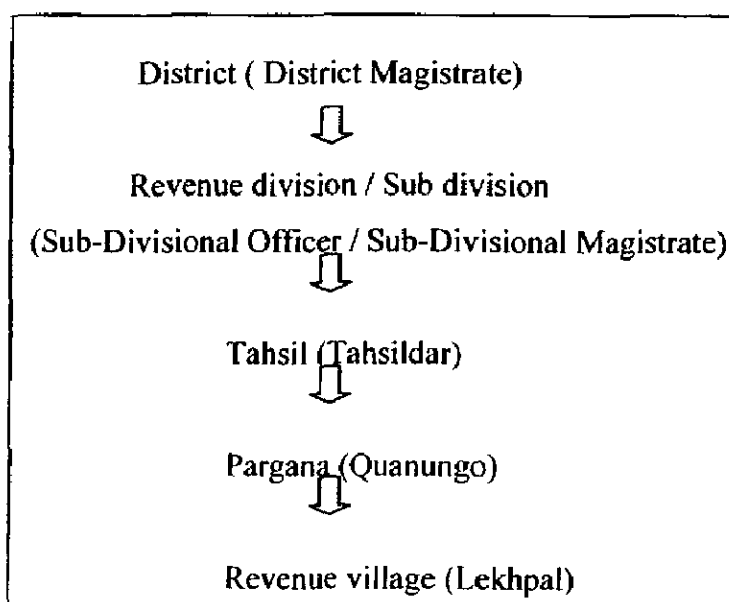 District ( District Magistrate)
Revenue division / Sub division
(Sub-Divisional Officer / Sub-Divisional Magistrate)
Tahsil (Tahsildar)
Pargana (Quanungo)
Revenue village (Lekhpal)